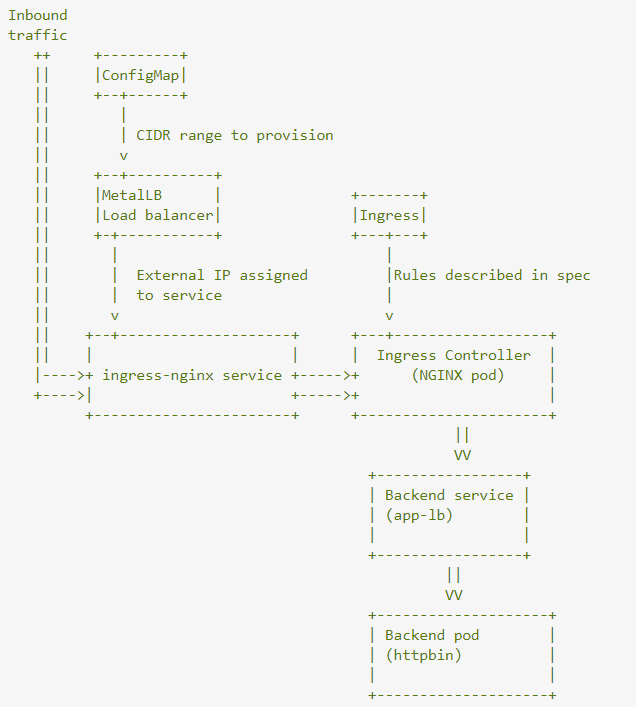 Inbound
traffic
ConfigMap
CIDR range to provision
v
MetalLB
Load balancer
Ingress
External IP assigned
to service
Rules described in spec
v
v
Ingress Controller
ingress-nginx service
(NGINX pod)
VV
Backend service
(app-lb)
VV
Backend pod
(httpbin)